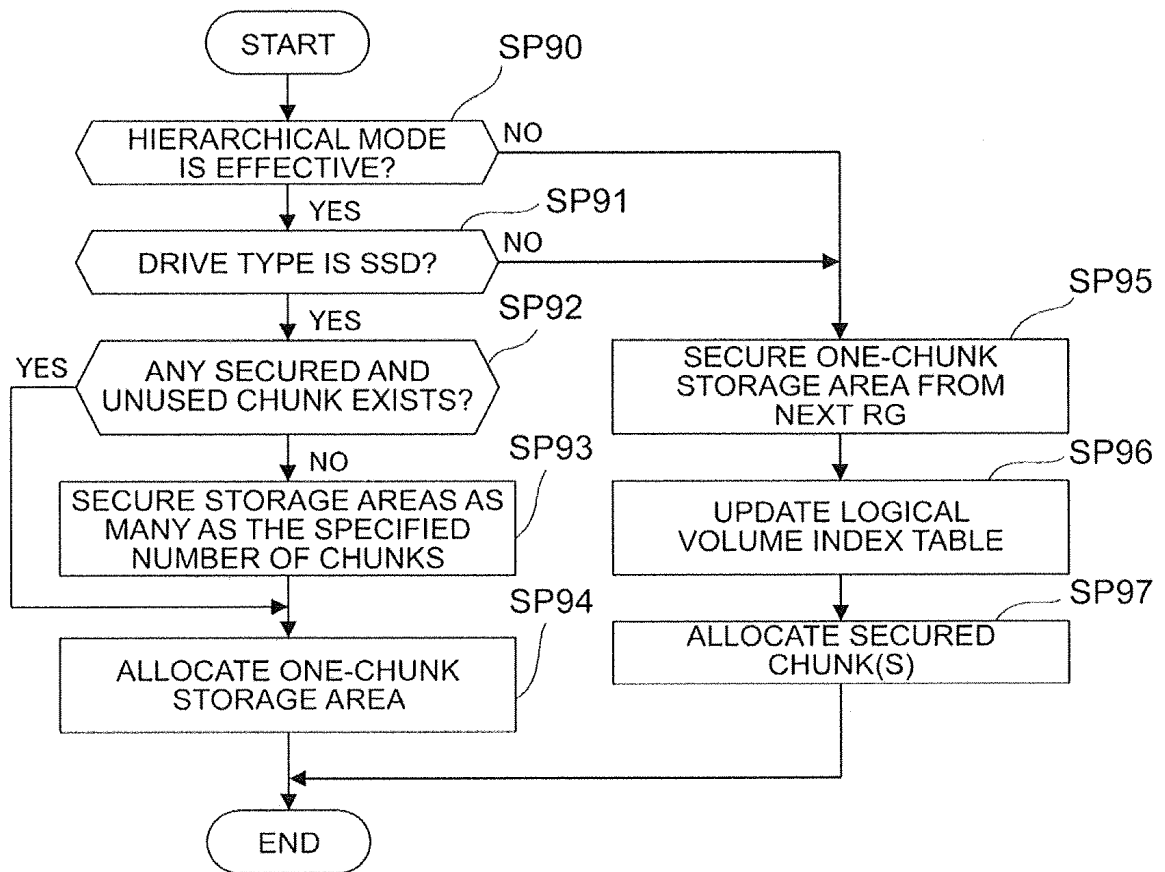 START
SP90
HIERARCHICAL MODE
IS EFFECTIVE?
NO
YES
SP91
DRIVE TYPE IS SSD?
NO
YES
SP92
YES
ANY SECURED AND
UNUSED CHUNK EXISTS?
NO
SP93
SECURE STORAGE AREAS AS
MANY AS THE SPECIFIED
NUMBER OF CHUNKS
SP94
ALLOCATE ONE-CHUNK
STORAGE AREA
SP95
SECURE ONE-CHUNK
STORAGE AREA FROM
NEXT RG
SP96
UPDATE LOGICAL
VOLUME INDEX TABLE
SP97
ALLOCATE SECURED
CHUNK(S)
END